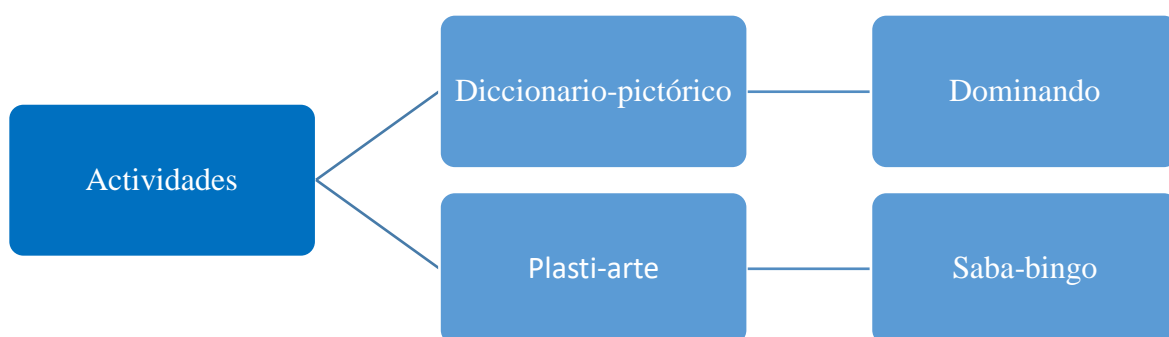 Actividades
Diccionario-pictórico
Dominando
Plasti-arte
Saba-bingo